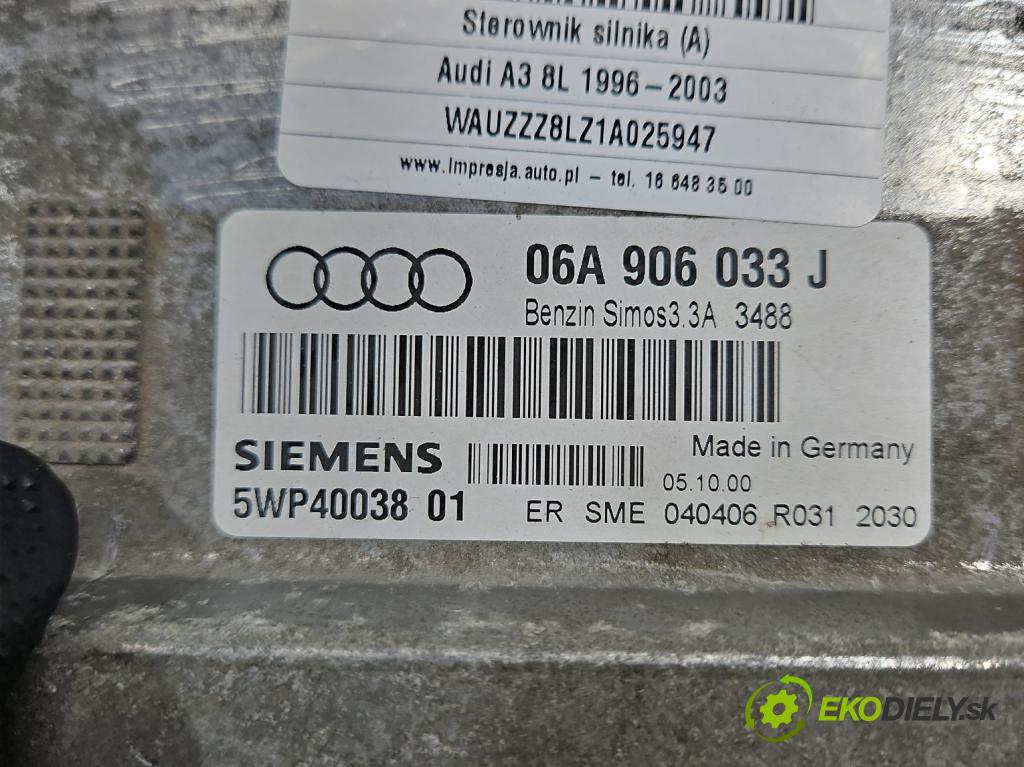 Sterownik silnika (A)
Audi A3 8L 1996-2003
WAUZZZ8LZ1A025947
www.impresja.auto.pl - tel. 16 648 35 00
06A 906 033 J
Benzin Simos3.3A 3488
SIEMENS
Made in Germany
05.10.00
5WP40038 01
ER SME 040406 R031 2030
EKODIELY.sk